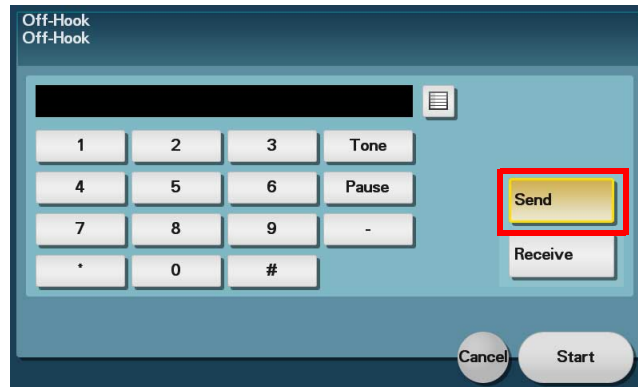 Off-Hook
Off-Hook
1 2 3 Tone
4 5 6 Pause
Send
7 8 9 -
Receive
* 0 #
Cancel Start